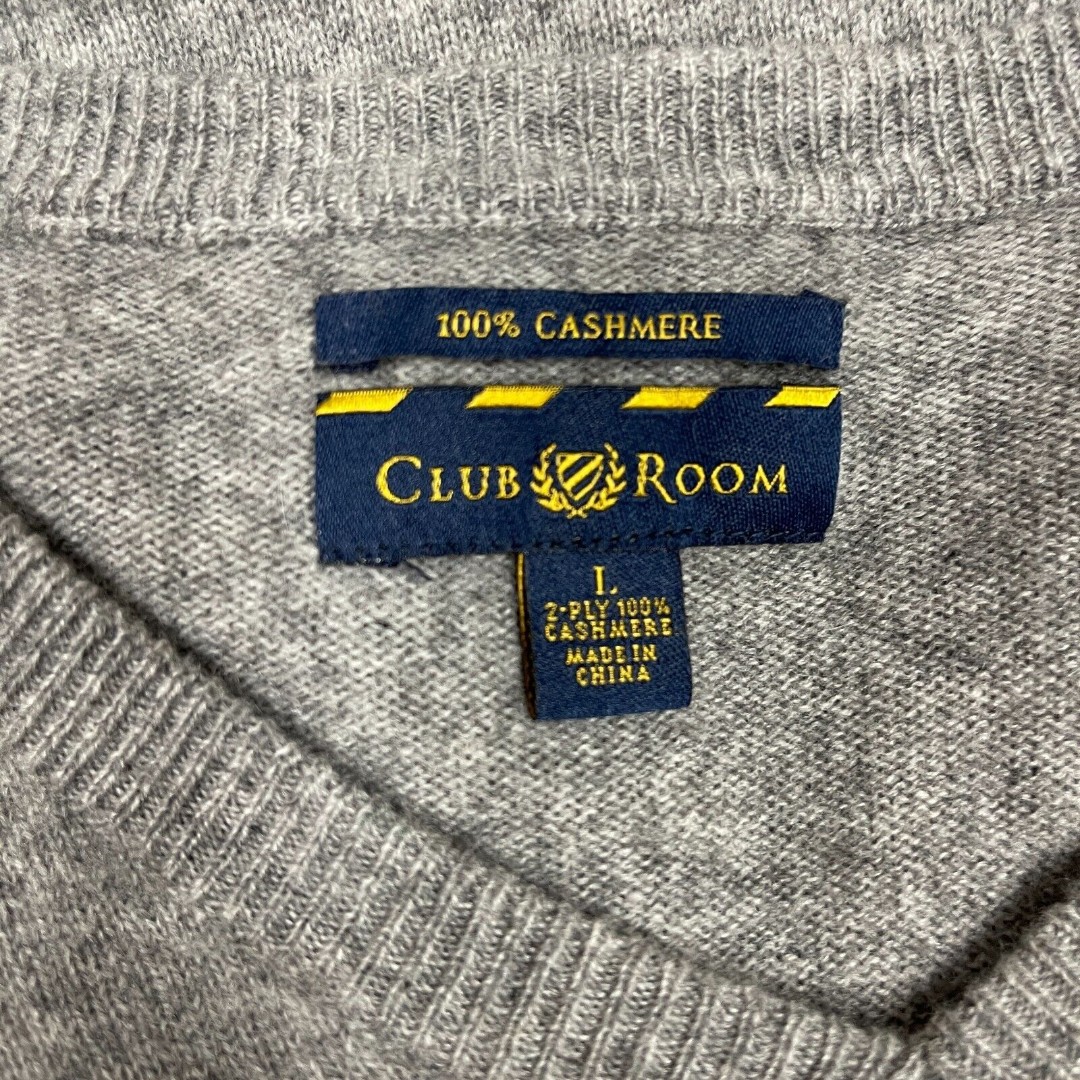 100% CASHMERE
CLUB ROOM
L
2-PLY 100%
CASHMERE
MADE IN
CHINA